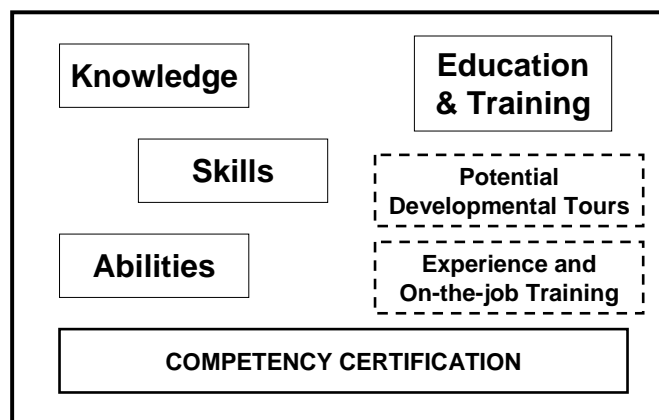 Knowledge
Skills
Abilities
Education
& Training
Potential
Developmental Tours
Experience and
On-the-job Training
COMPETENCY CERTIFICATION